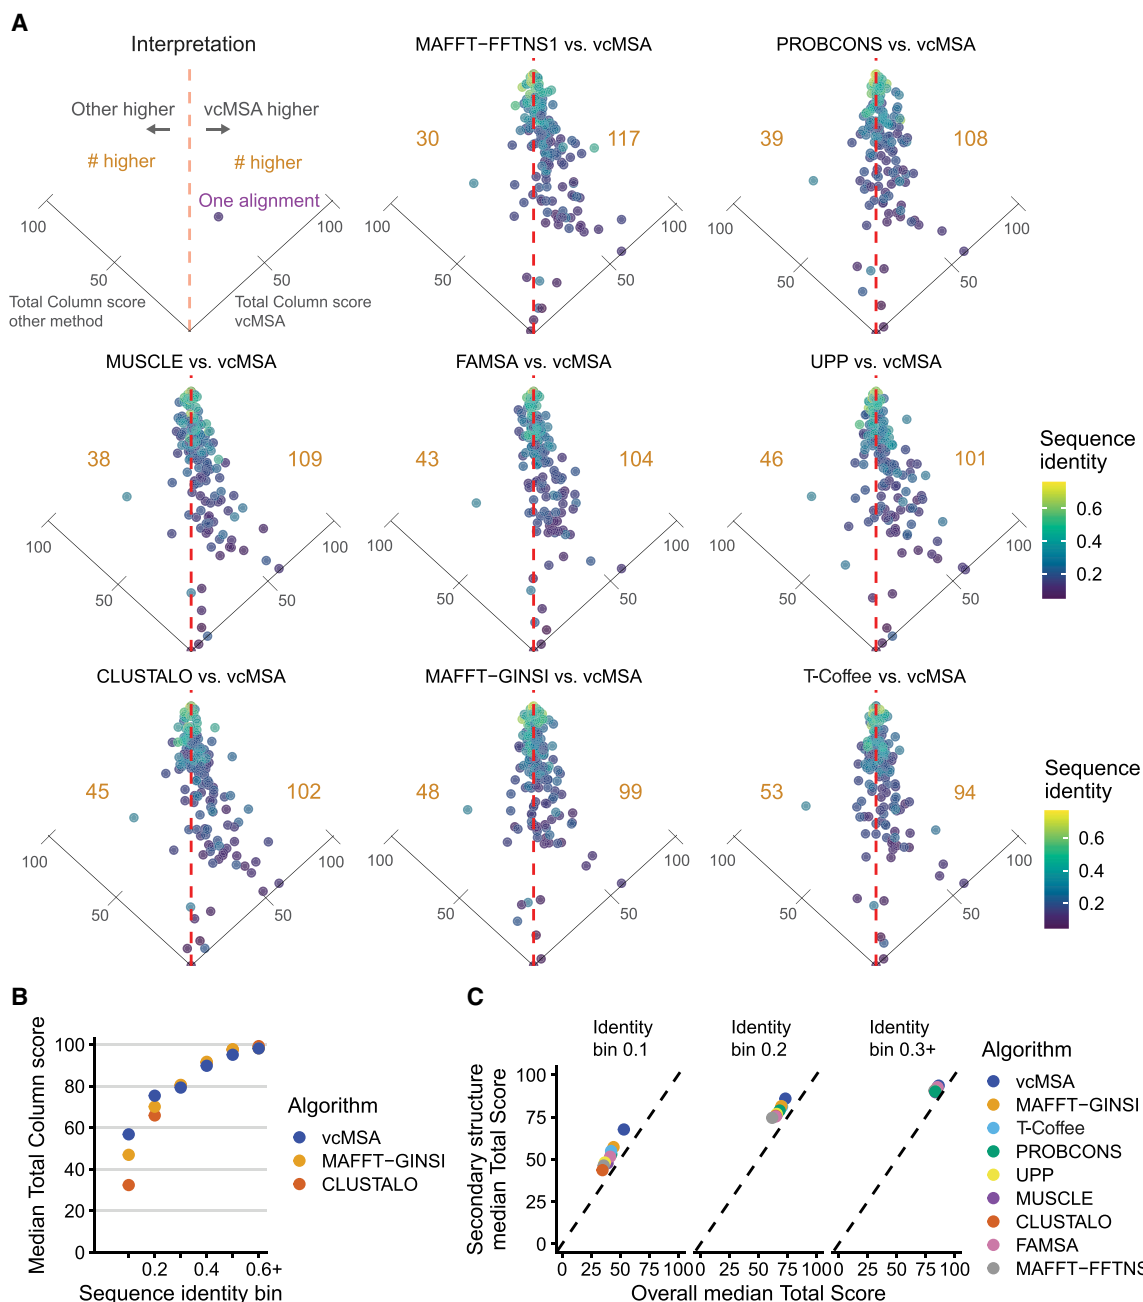 A
Interpretation
Other higher
vcMSA higher
# higher
# higher
One alignment
100
100
50
50
Total Column score
other method
Total Column score
vcMSA
MAFFT−FFTNS1 vs. vcMSA
30
117
100
100
50
50
PROBCONS vs. vcMSA
39
108
100
100
50
50
MUSCLE vs. vcMSA
38
109
100
100
50
50
FAMSA vs. vcMSA
43
104
100
100
50
50
UPP vs. vcMSA
46
101
100
100
50
50
Sequence
identity
0.6
0.4
0.2
CLUSTALO vs. vcMSA
45
102
100
100
50
50
MAFFT−GINSI vs. vcMSA
48
99
100
100
50
50
T-Coffee vs. vcMSA
53
94
100
100
50
50
Sequence
identity
0.6
0.4
0.2
B
Median Total Column score
100
80
60
40
20
0
0.2
0.4
0.6+
Sequence identity bin
Algorithm
vcMSA
MAFFT−GINSI
CLUSTALO
C
Secondary structure
median Total Score
Identity
bin 0.1
Identity
bin 0.2
Identity
bin 0.3+
100
75
50
25
0
0 25 50 75 100
0 25 50 75 100
0 25 50 75 100
Overall median Total Score
Algorithm
vcMSA
MAFFT−GINSI
T-Coffee
PROBCONS
UPP
MUSCLE
CLUSTALO
FAMSA
MAFFT−FFTNS